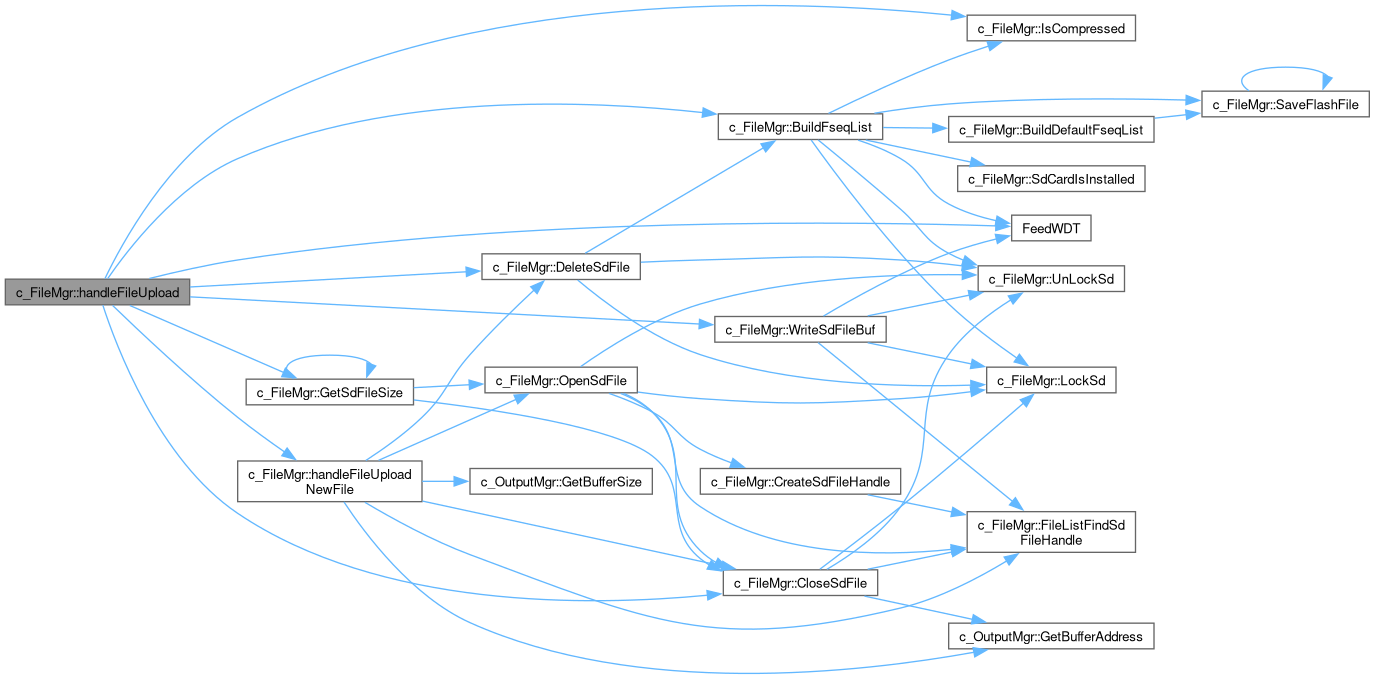 c_FileMgr::IsCompressed
c_FileMgr::SaveFlashFile
c_FileMgr::BuildFseqList
c_FileMgr::BuildDefaultFseqList
c_FileMgr::SdCardIsInstalled
FeedWDT
c_FileMgr::DeleteSdFile
c_FileMgr::UnLockSd
c_FileMgr::handleFileUpload
c_FileMgr::WriteSdFileBuf
c_FileMgr::LockSd
c_FileMgr::OpenSdFile
c_FileMgr::GetSdFileSize
c_FileMgr::handleFileUpload
NewFile
c_OutputMgr::GetBufferSize
c_FileMgr::CreateSdFileHandle
c_FileMgr::FileListFindSd
FileHandle
c_FileMgr::CloseSdFile
c_OutputMgr::GetBufferAddress